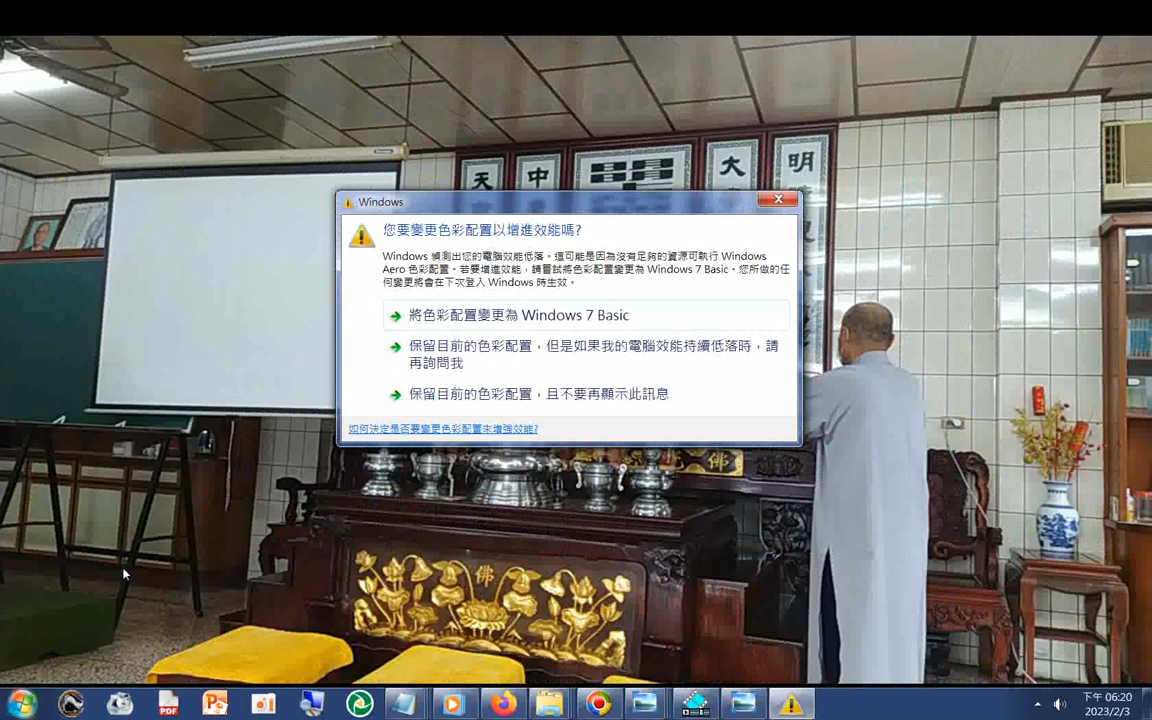 天
中
大
明
Windows
您要變更色彩配置以增進效能嗎?
Windows 偵測出您的電腦效能低落。這可能是因為沒有足夠的資源可執行 Windows
Aero 色彩配置。若要增進效能，請嘗試將色彩配置變更為 Windows 7 Basic。您所做的任
何變更將會在下次登入 Windows 時生效。
將色彩配置變更為 Windows 7 Basic
保留目前的色彩配置，但是如果我的電腦效能持續低落時，請
再詢問我
保留目前的色彩配置，且不要再顯示此訊息
如何決定是否要變更色彩配置來增強效能?
佛
佛
PDF
下午 06:20
2023/2/3